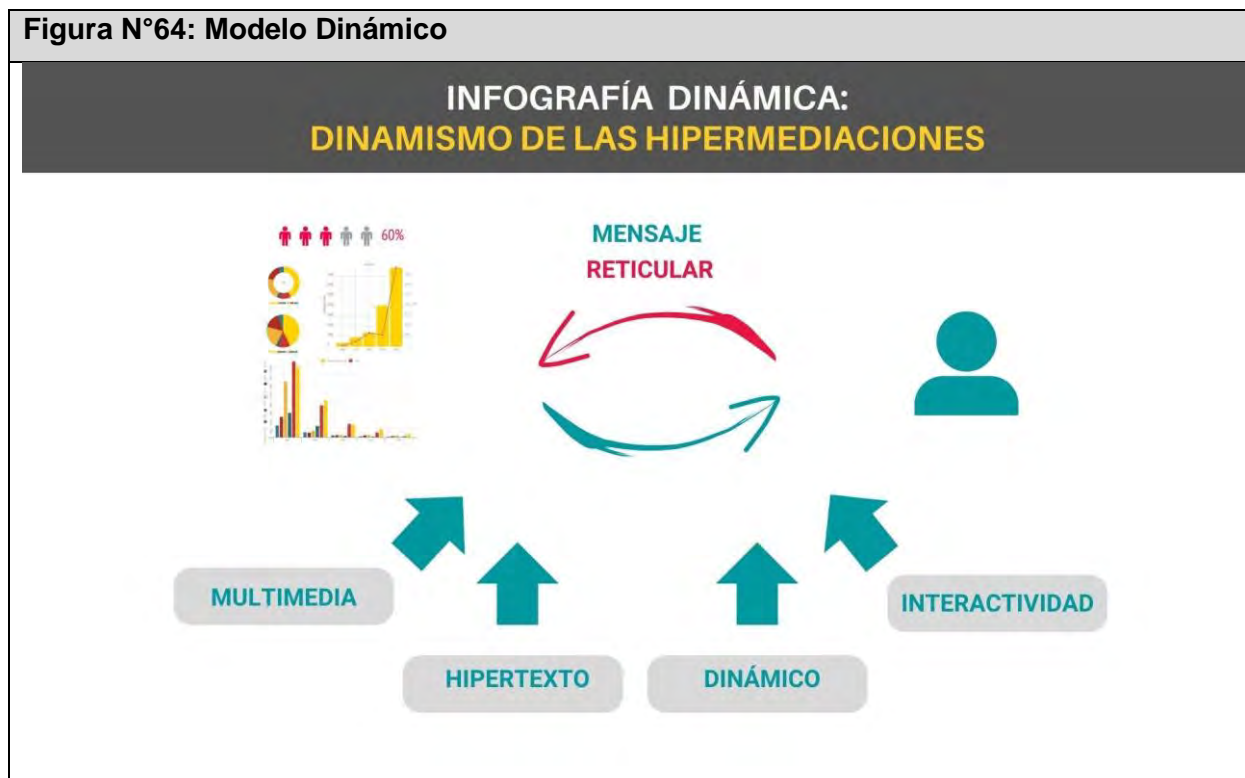 Figura N°64: Modelo Dinámico
INFOGRAFÍA DINÁMICA:
DINAMISMO DE LAS HIPERMEDIACIONES
60%
MENSAJE
RETICULAR
MULTIMEDIA
INTERACTIVIDAD
HIPERTEXTO
DINÁMICO